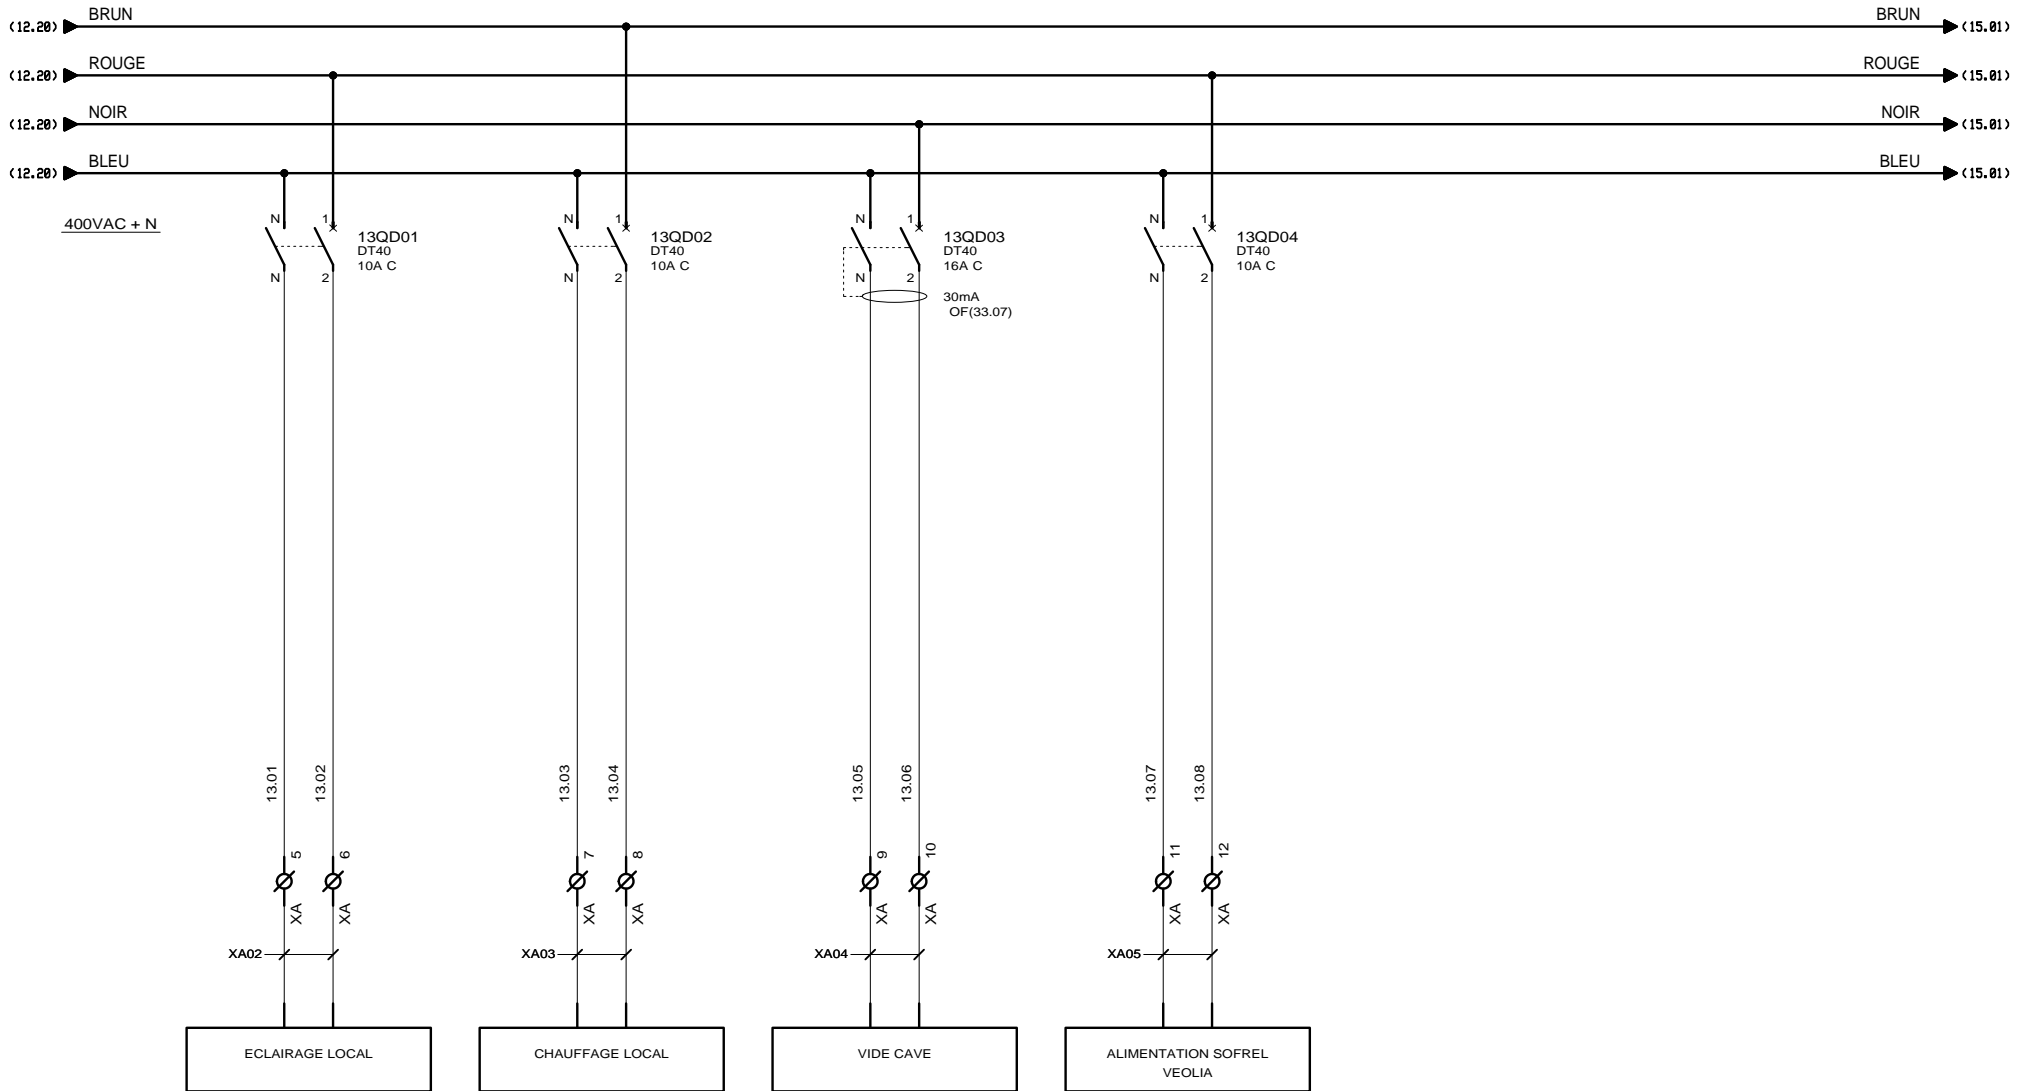 (12.20) BRUN BRUN (15.01)
(12.20) ROUGE ROUGE (15.01)
(12.20) NOIR NOIR (15.01)
(12.20) BLEU BLEU (15.01)
400VAC + N
N 1 N 1 N 1 N 1
13QD01 13QD02 13QD03 13QD04
DT40 DT40 DT40 DT40
10A C 10A C 16A C 10A C
N 2 N 2 N 2 N 2
30mA
OF(33.07)
13.01 13.02 13.03 13.04 13.05 13.06 13.07 13.08
5 6 7 8 9 10 11 12
XA XA XA XA XA XA XA XA
XA02 XA03 XA04 XA05
ECLAIRAGE LOCAL CHAUFFAGE LOCAL VIDE CAVE ALIMENTATION SOFREL
VEOLIA